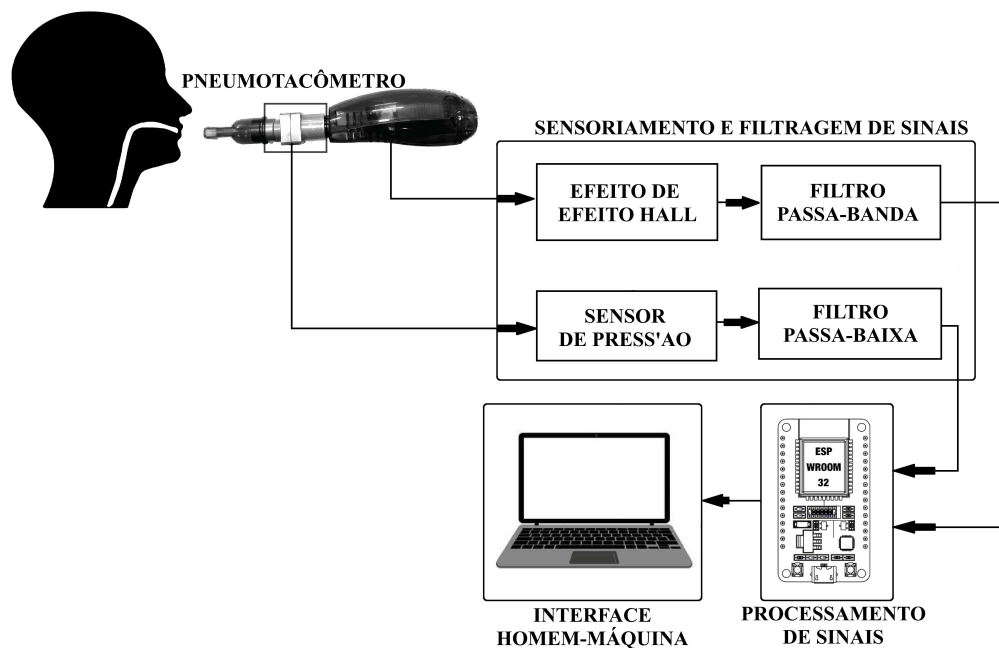 PNEUMOTACÔMETRO
SENSORIAMENTO E FILTRAGEM DE SINAIS
EFEITO DE
EFEITO HALL
FILTRO
PASSA-BANDA
SENSOR
DE PRESS'AO
FILTRO
PASSA-BAIXA
ESP
WROOM
32
INTERFACE
HOMEM-MÁQUINA
PROCESSAMENTO
DE SINAIS